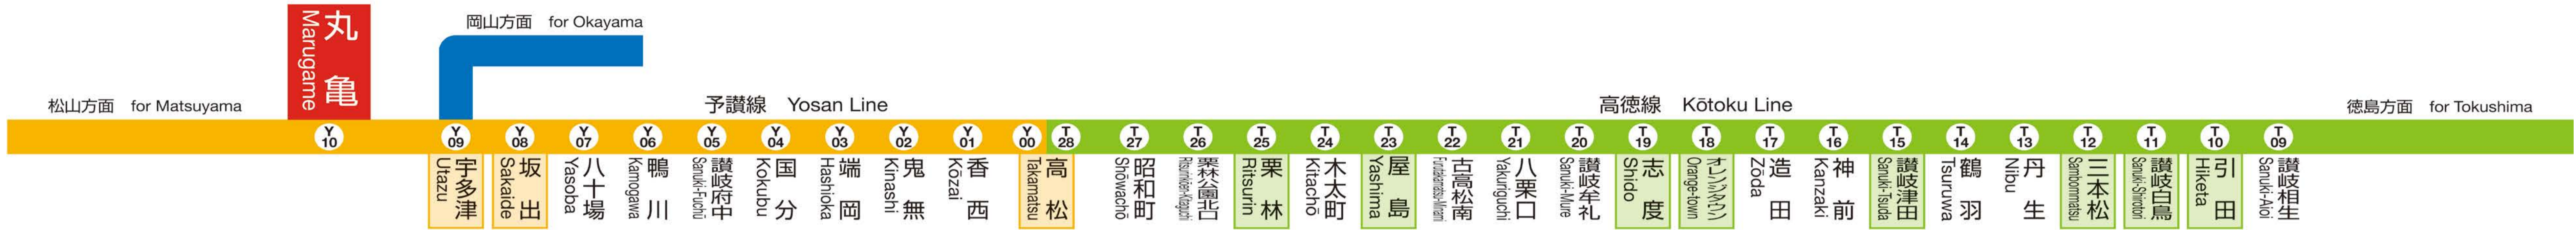 丸亀
Marugame
岡山方面 for Okayama
松山方面 for Matsuyama
予讃線 Yosan Line
高徳線 Kōtoku Line
徳島方面 for Tokushima
Y 10
Y 09
宇多津
Utazu
Y 08
坂出
Sakaide
Y 07
八十場
Yasoba
Y 06
鴨川
Kamogawa
Y 05
讃岐府中
Sanuki-Fuchū
Y 04
国分
Kokubu
Y 03
端岡
Hashioka
Y 02
鬼無
Kinashi
Y 01
香西
Kōzai
Y 00
T 28
高松
Takamatsu
T 27
昭和町
Shōwachō
T 26
栗林公園北口
Ritsurinkōen-Kitaguchi
T 25
栗林
Ritsurin
T 24
木太町
Kitachō
T 23
屋島
Yashima
T 22
古高松南
Furutakamatsu-Minami
T 21
八栗口
Yakuriguchi
T 20
讃岐牟礼
Sanuki-Mure
T 19
志度
Shido
T 18
オレンジタウン
Orange-town
T 17
造田
Zōda
T 16
神前
Kanzaki
T 15
讃岐津田
Sanuki-Tsuda
T 14
鶴羽
Tsuruwa
T 13
丹生
Nibu
T 12
三本松
Sambommatsu
T 11
讃岐白鳥
Sanuki-Shirotori
T 10
引田
Hiketa
T 09
讃岐相生
Sanuki-Aioi